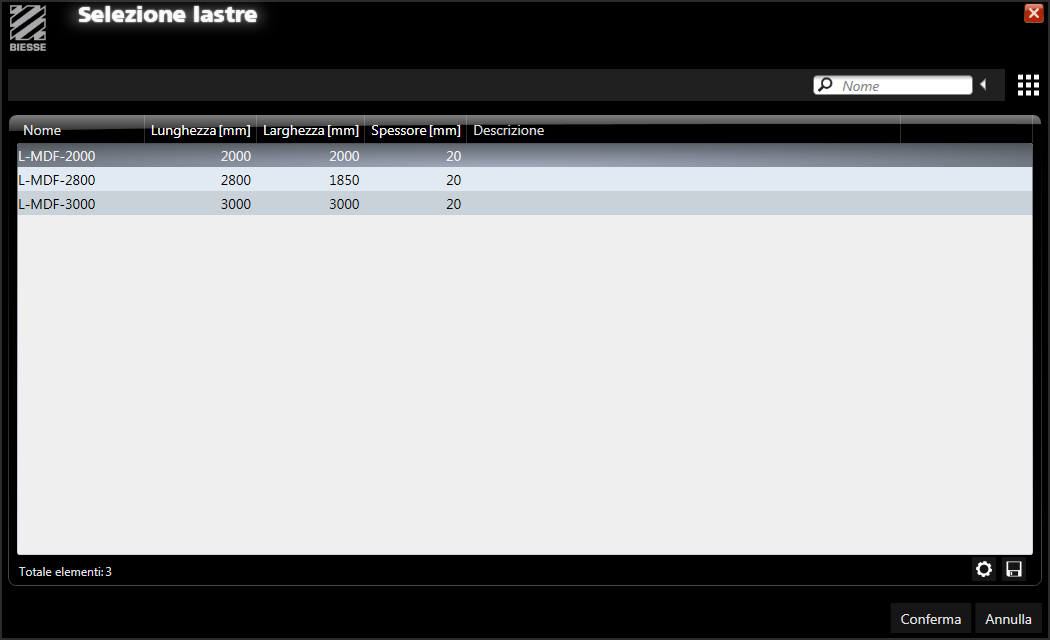 Selezione lastre
BIESSE
Nome
Nome Lunghezza [mm] Larghezza [mm] Spessore [mm] Descrizione
L-MDF-2000 2000 2000 20
L-MDF-2800 2800 1850 20
L-MDF-3000 3000 3000 20
Totale elementi: 3
Conferma Annulla